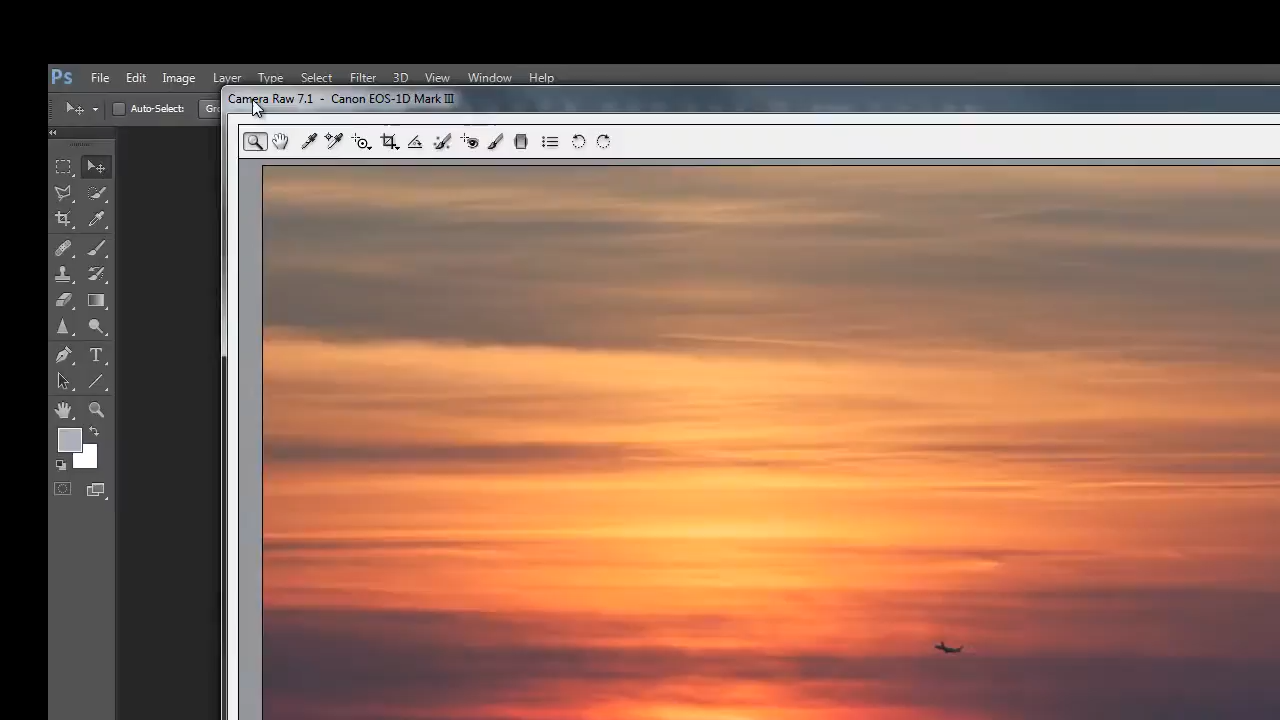 Ps File Edit Image Layer Type Select Filter 3D View Window Help
Auto-Select:
Camera Raw 7.1 - Canon EOS-1D Mark III
T